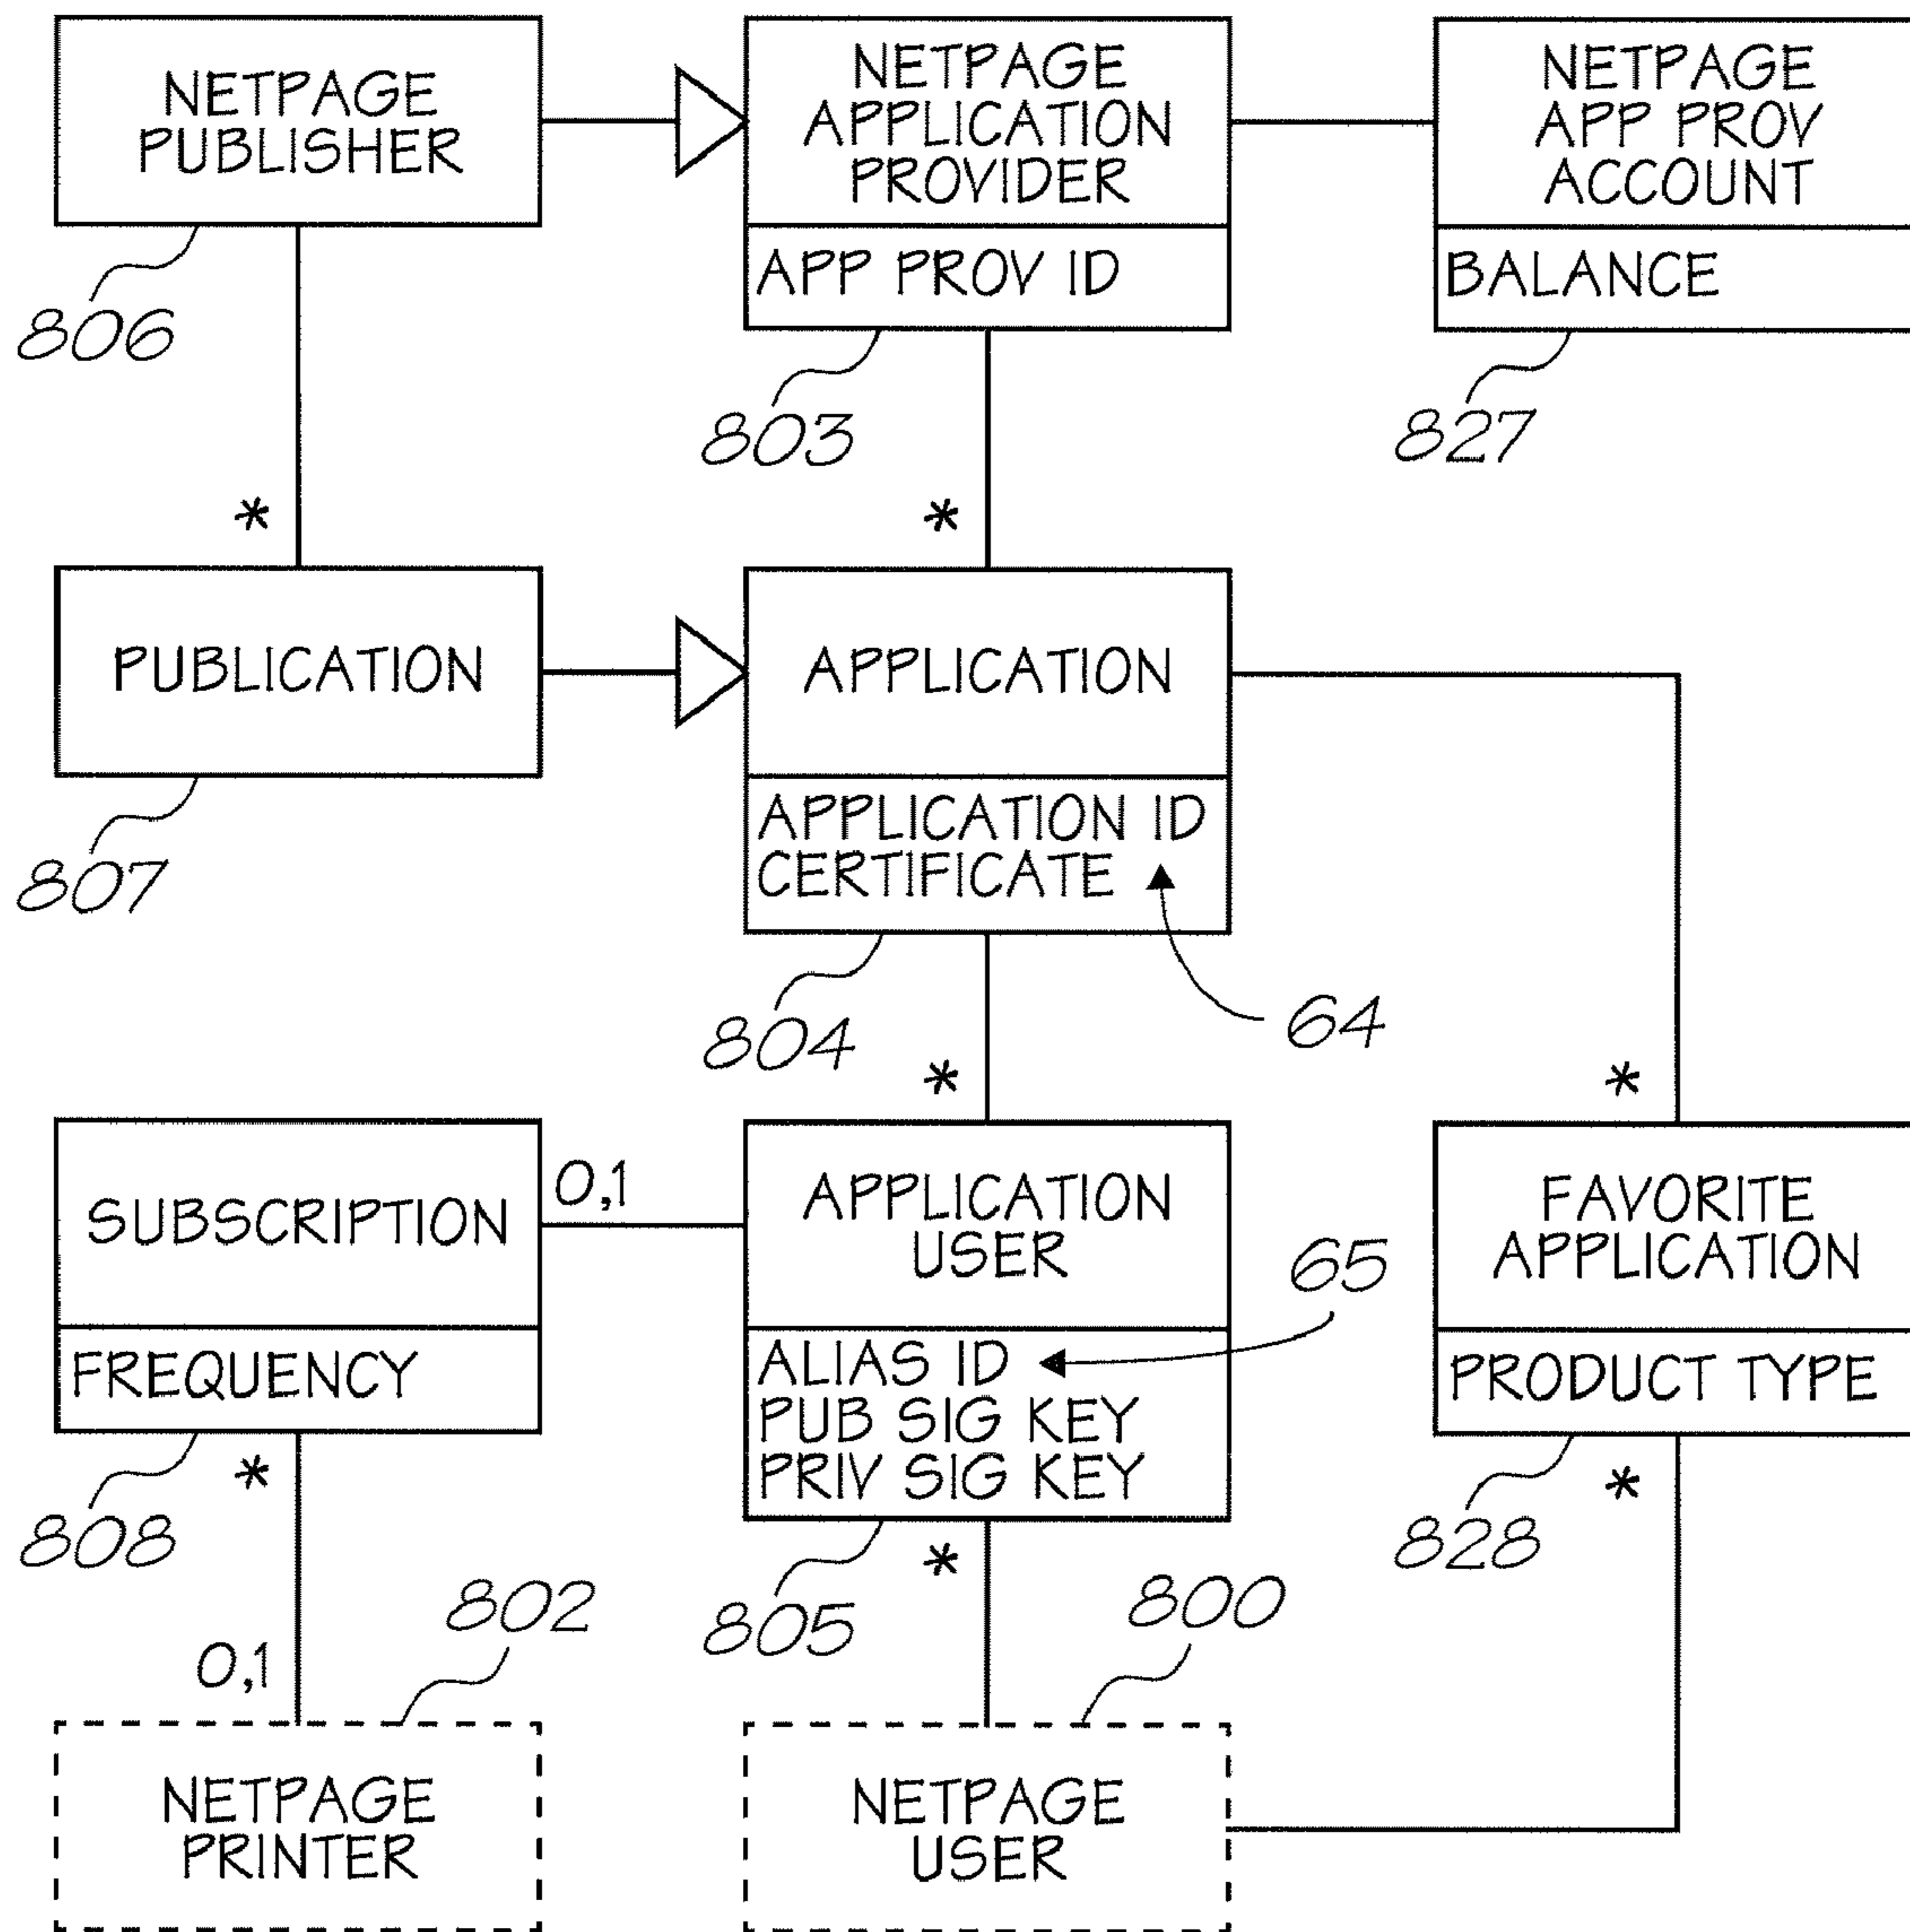 NETPAGE
PUBLISHER
806
NETPAGE
APPLICATION
PROVIDER
APP PROV ID
803
NETPAGE
APP PROV
ACCOUNT
BALANCE
827
*
*
PUBLICATION
807
APPLICATION
APPLICATION ID
CERTIFICATE
64
804
*
*
SUBSCRIPTION
FREQUENCY
0,1
808
*
APPLICATION
USER
65
ALIAS ID
PUB SIG KEY
PRIV SIG KEY
805
*
FAVORITE
APPLICATION
PRODUCT TYPE
828
*
802
0,1
800
NETPAGE
PRINTER
NETPAGE
USER